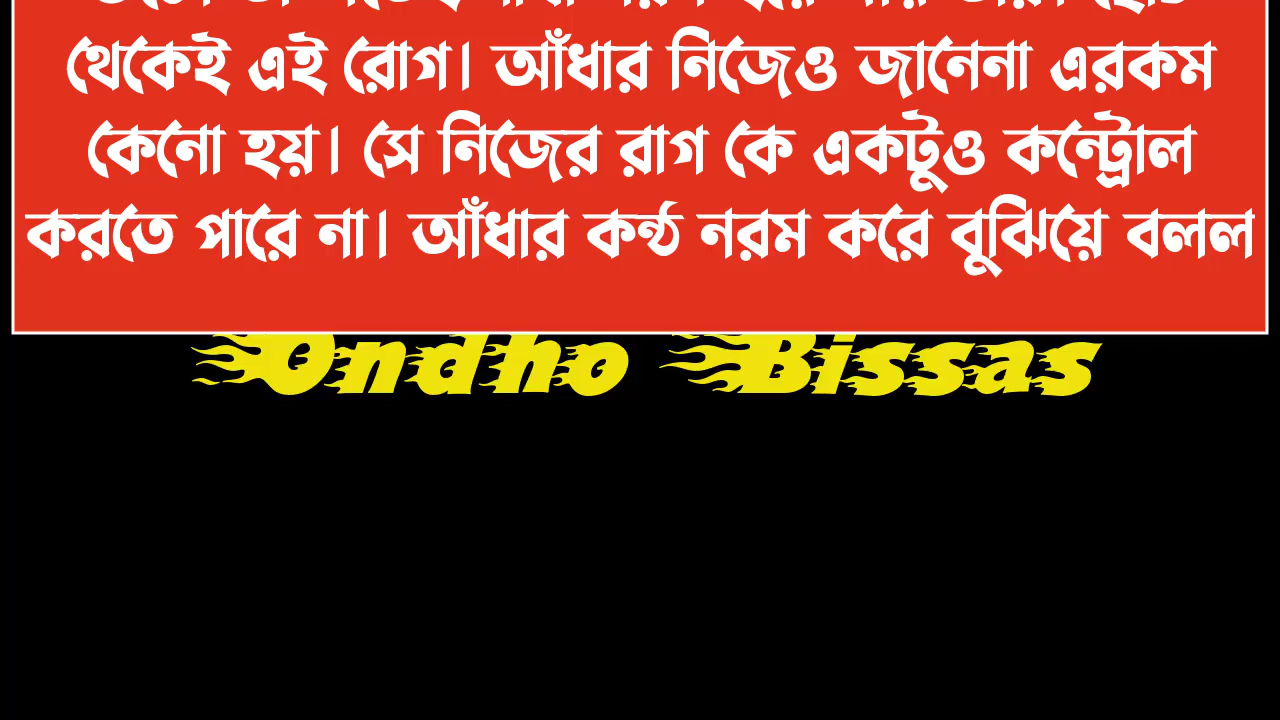 থেকেই এই রোগ। আঁধার নিজেও জানেনা এরকম
কেনো হয়। সে নিজের রাগ কে একটুও কন্ট্রোল
করতে পারে না। আঁধার কন্ঠ নরম করে বুঝিয়ে বলল
Ondho Bissas